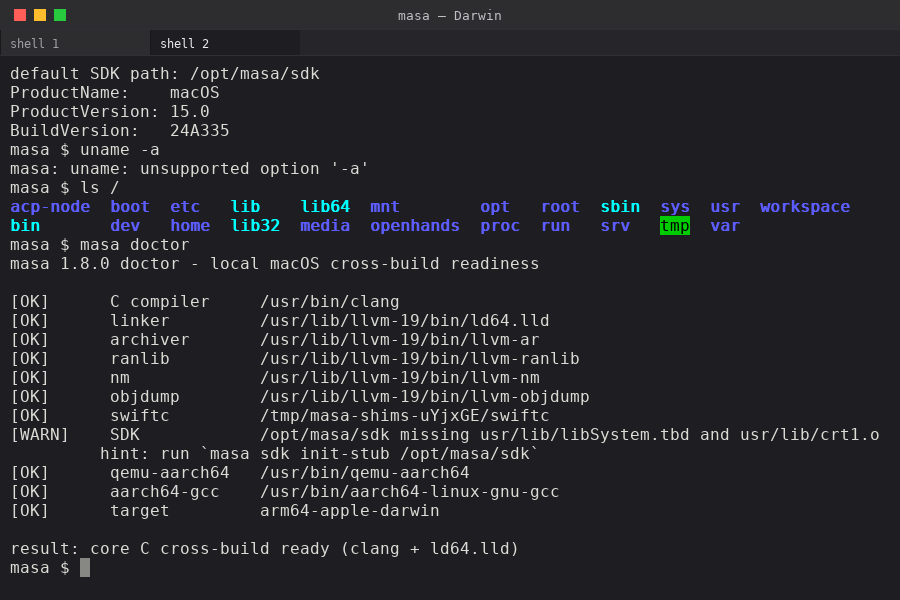 masa — Darwin
shell 1 shell 2
default SDK path: /opt/masa/sdk
ProductName:    macOS
ProductVersion: 15.0
BuildVersion:   24A335
masa $ uname -a
masa: uname: unsupported option '-a'
masa $ ls /
acp-node  boot  etc   lib    lib64  mnt        opt   root  sbin  sys  usr  workspace
bin       dev   home  lib32  media  openhands  proc  run   srv   tmp  var
masa $ masa doctor
masa 1.8.0 doctor - local macOS cross-build readiness
[OK]      C compiler     /usr/bin/clang
[OK]      linker         /usr/lib/llvm-19/bin/ld64.lld
[OK]      archiver       /usr/lib/llvm-19/bin/llvm-ar
[OK]      ranlib         /usr/lib/llvm-19/bin/llvm-ranlib
[OK]      nm             /usr/lib/llvm-19/bin/llvm-nm
[OK]      objdump        /usr/lib/llvm-19/bin/llvm-objdump
[OK]      swiftc         /tmp/masa-shims-uYjxGE/swiftc
[WARN]    SDK            /opt/masa/sdk missing usr/lib/libSystem.tbd and usr/lib/crt1.o
         hint: run `masa sdk init-stub /opt/masa/sdk`
[OK]      qemu-aarch64   /usr/bin/qemu-aarch64
[OK]      aarch64-gcc    /usr/bin/aarch64-linux-gnu-gcc
[OK]      target         arm64-apple-darwin
result: core C cross-build ready (clang + ld64.lld)
masa $